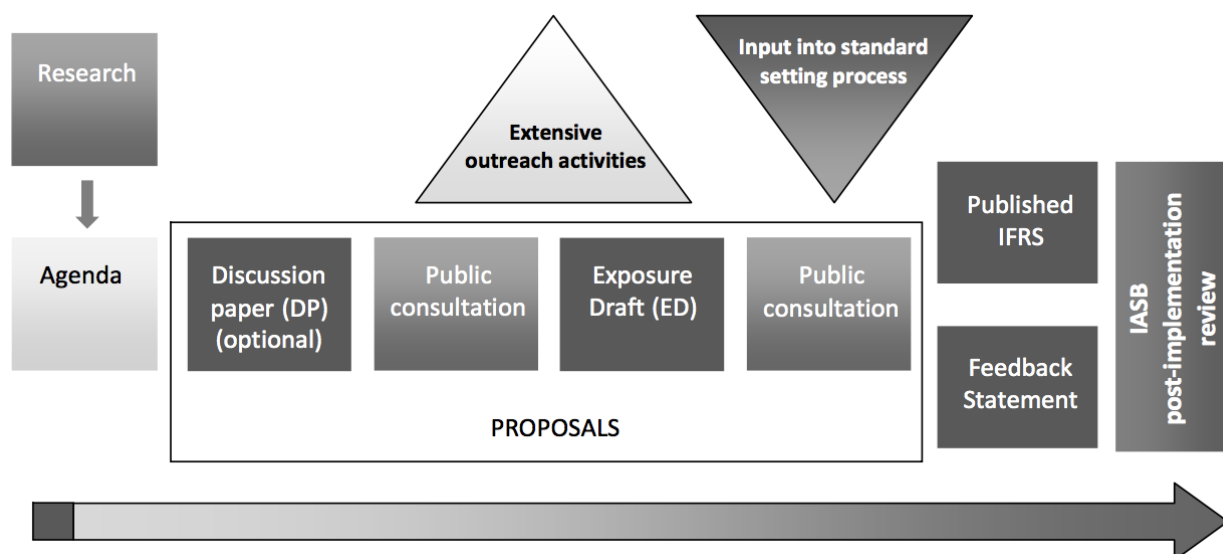 Research
Agenda
Extensive
outreach activities
Input into standard
setting process
Discussion
paper (DP)
(optional)
Public
consultation
Exposure
Draft (ED)
Public
consultation
PROPOSALS
Published
IFRS
Feedback
Statement
IASB
post-implementation
review